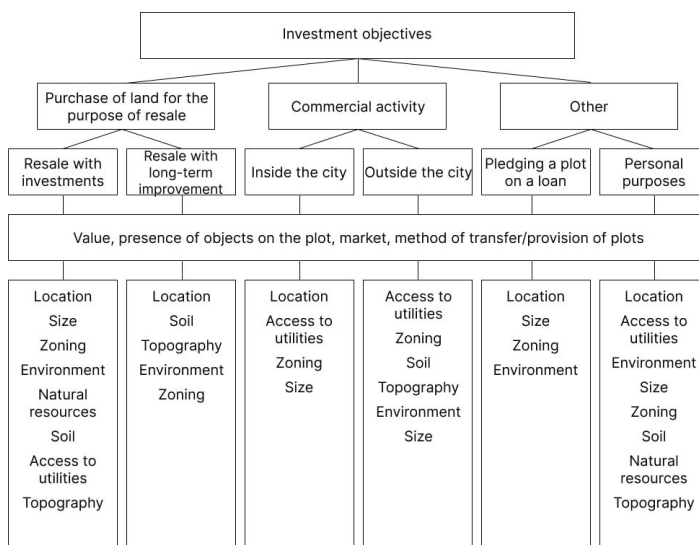 Investment objectives
Purchase of land for the
purpose of resale
Commercial activity
Other
Resale with
investments
Resale with
long-term
improvement
Inside the city
Outside the city
Pledging a plot
on a loan
Personal
purposes
Value, presence of objects on the plot, market, method of transfer/provision of plots
Location
Size
Zoning
Environment
Natural
resources
Soil
Access to
utilities
Topography
Location
Soil
Topography
Environment
Zoning
Location
Access to
utilities
Zoning
Size
Access to
utilities
Zoning
Soil
Topography
Environment
Size
Location
Size
Zoning
Environment
Location
Access to
utilities
Environment
Size
Zoning
Soil
Natural
resources
Topography